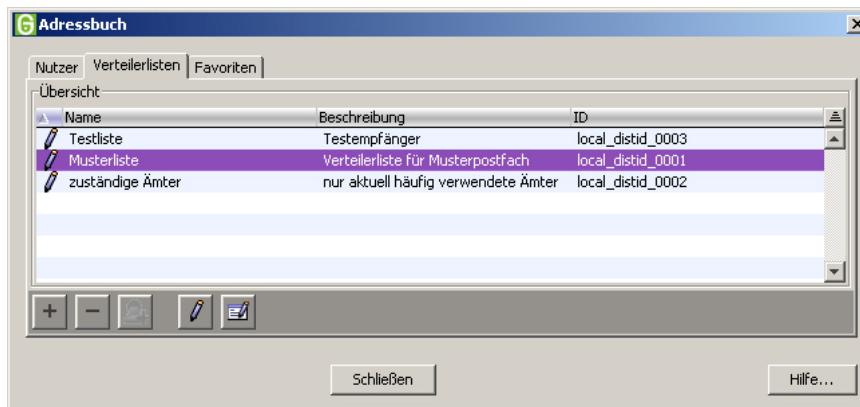 Adressbuch
Nutzer Verteilerlisten Favoriten
Übersicht
Name Beschreibung ID
Testliste Testempfänger local_distid_0003
Musterliste Verteilerliste für Musterpostfach local_distid_0001
zuständige Ämter nur aktuell häufig verwendete Ämter local_distid_0002
Schließen Hilfe...